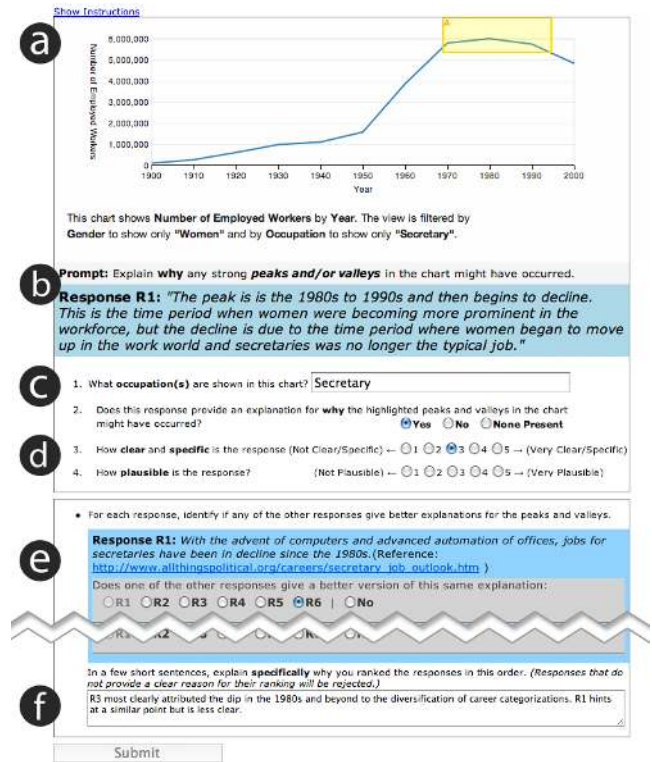 Show Instructions
a
Number of Employed Workers
6,000,000
5,000,000
4,000,000
3,000,000
2,000,000
1,000,000
0
A
1900 1910 1920 1930 1940 1950 1960 1970 1980 1990 2000
Year
This chart shows Number of Employed Workers by Year. The view is filtered by
Gender to show only "Women" and by Occupation to show only "Secretary".
b
Prompt: Explain why any strong peaks and/or valleys in the chart might have occurred.
Response R1: "The peak is is the 1980s to 1990s and then begins to decline.
This is the time period when women were becoming more prominent in the
workforce, but the decline is due to the time period where women began to move
up in the work world and secretaries was no longer the typical job."
c
1. What occupation(s) are shown in this chart? Secretary
2. Does this response provide an explanation for why the highlighted peaks and valleys in the chart
might have occurred? Yes No None Present
d
3. How clear and specific is the response (Not Clear/Specific) ← 1 2 3 4 5 → (Very Clear/Specific)
4. How plausible is the response? (Not Plausible) ← 1 2 3 4 5 → (Very Plausible)
• For each response, identify if any of the other responses give better explanations for the peaks and valleys.
e
Response R1: With the advent of computers and advanced automation of offices, jobs for
secretaries have been in decline since the 1980s.(Reference:
http://www.allthingspolitical.org/careers/secretary_job_outlook.htm )
Does one of the other responses give a better version of this same explanation:
R1 R2 R3 R4 R5 R6 | No
In a few short sentences, explain specifically why you ranked the responses in this order. (Responses that do
not provide a clear reason for their ranking will be rejected.)
f
R3 most clearly attributed the dip in the 1980s and beyond to the diversification of career categorizations. R1 hints
at a similar point but is less clear.
Submit